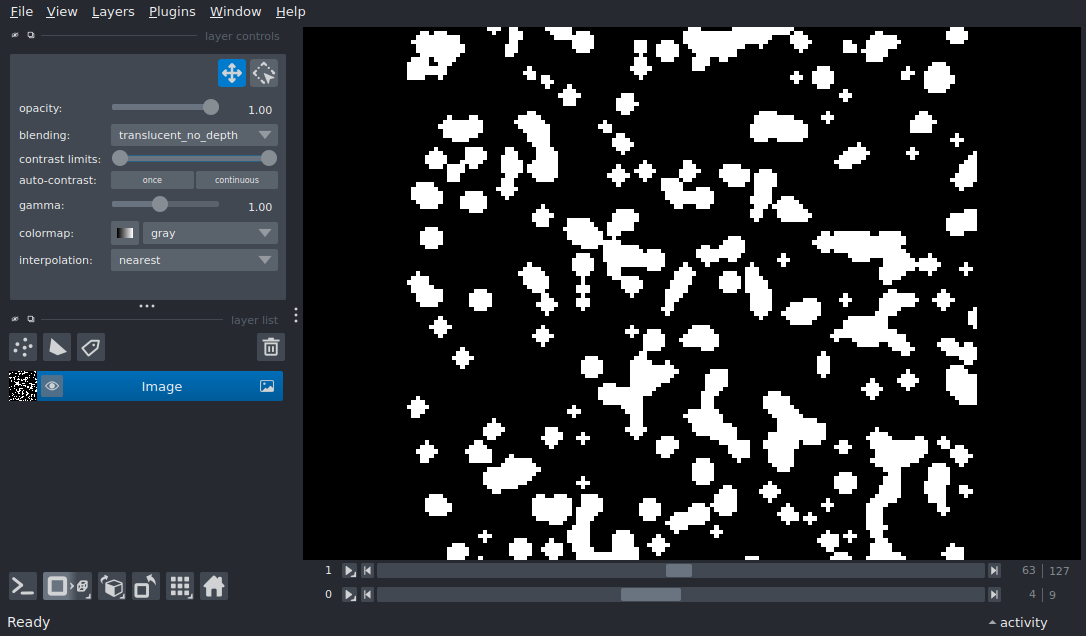 File View Layers Plugins Window Help
layer controls
opacity: 1.00
blending: translucent_no_depth
contrast limits:
auto-contrast: once continuous
gamma: 1.00
colormap: gray
interpolation: nearest
layer list
Image
1 63 127
0 4 9
Ready activity